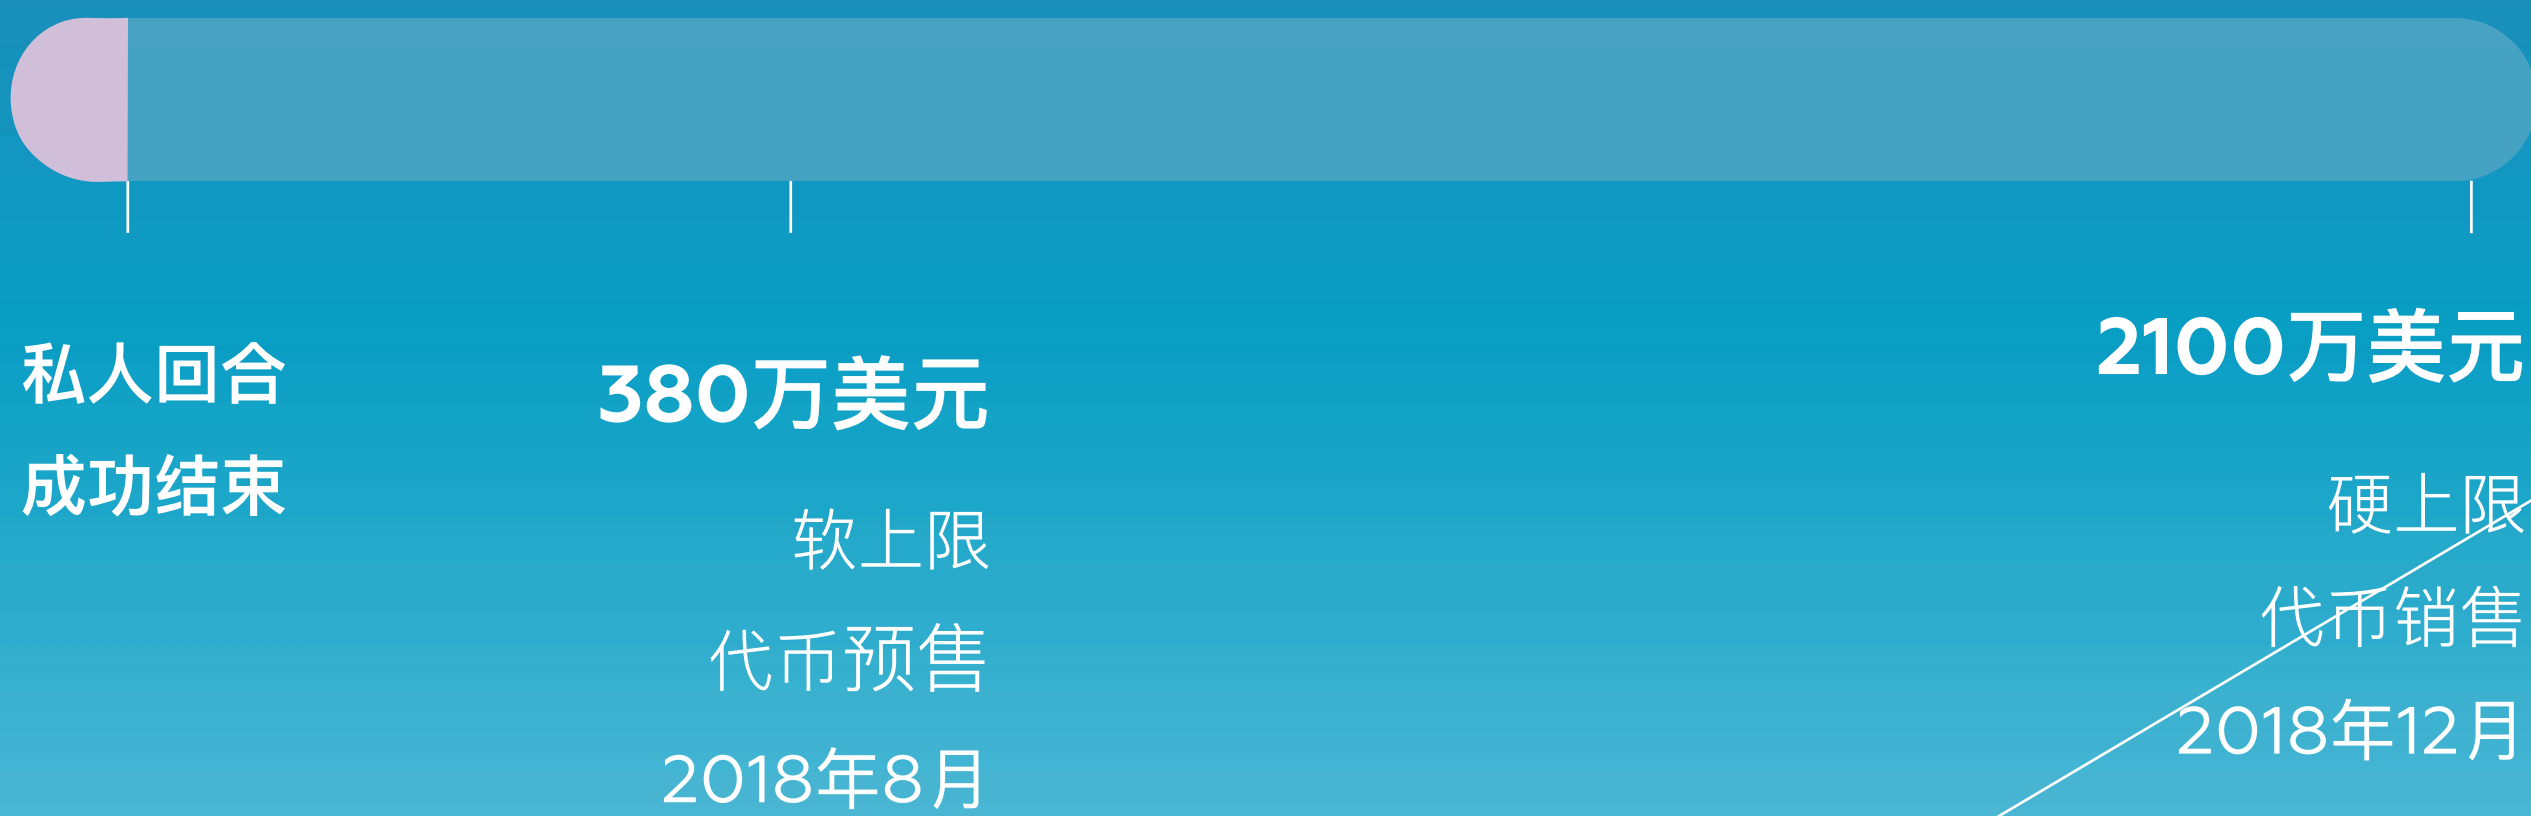 私人回合
成功结束
380万美元
软上限
代币预售
2018年8月
2100万美元
硬上限
代币销售
2018年12月